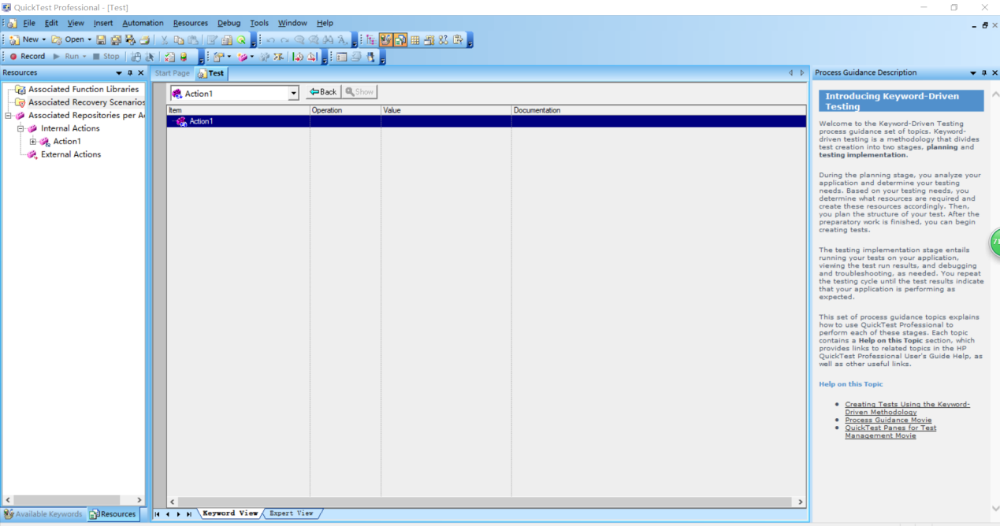 QuickTest Professional - [Test]
File Edit View Insert Automation Resources Debug Tools Window Help
New Open
Record Run Stop
Resources
Associated Function Libraries
Associated Recovery Scenarios
Associated Repositories per A
Internal Actions
Action1
External Actions
Available Keywords Resources
Start Page Test
Action1 Back Show
Item Operation Value Documentation
Action1
Keyword View Expert View
Process Guidance Description
Introducing Keyword-Driven
Testing
Welcome to the Keyword-Driven Testing
process guidance set of topics. Keyword-
driven testing is a methodology that divides
test creation into two stages, planning and
testing implementation.
During the planning stage, you analyze your
application and determine your testing
needs. Based on your testing needs, you
determine what resources are required and
create these resources accordingly. Then,
you plan the structure of your test. After the
preparatory work is finished, you can begin
creating tests.
The testing implementation stage entails
running your tests on your application,
viewing the test run results, and debugging
and troubleshooting, as needed. You repeat
the testing cycle until the test results indicate
that your application is performing as
expected.
This set of process guidance topics explains
how to use QuickTest Professional to
perform each of these stages. Each topic
contains a Help on this Topic section, which
provides links to related topics in the HP
QuickTest Professional User's Guide Help, as
well as other useful links.
Help on this Topic
Creating Tests Using the Keyword-
Driven Methodology
Process Guidance Movie
QuickTest Panes for Test
Management Movie